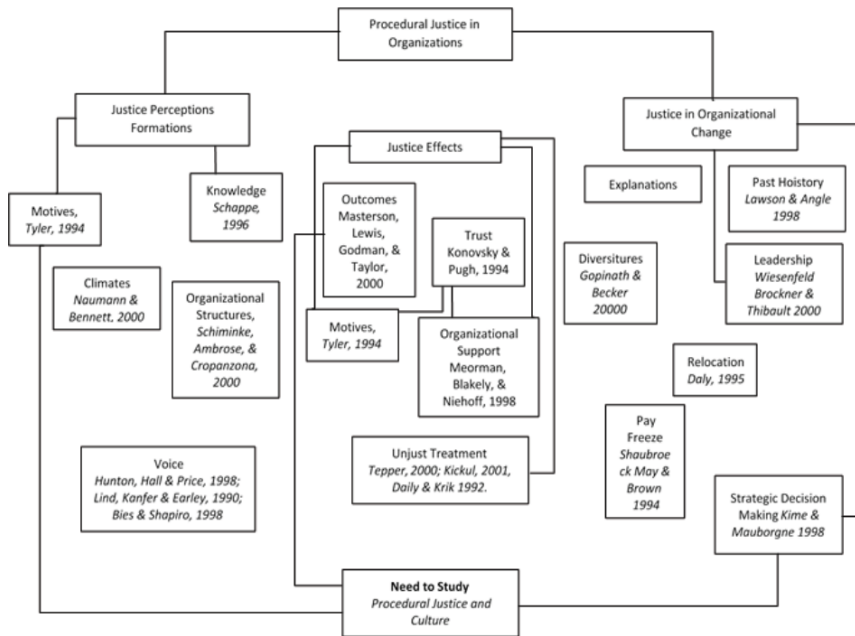 Procedural Justice in
Organizations
Justice Perceptions
Formations
Justice in Organizational
Change
Justice Effects
Motives,
Tyler, 1994
Knowledge
Schappe,
1996
Outcomes
Masterson,
Lewis,
Godman, &
Taylor,
2000
Trust
Konovsky &
Pugh, 1994
Explanations
Past Hoistory
Lawson & Angle
1998
Climates
Naumann &
Bennett, 2000
Organizational
Structures,
Schiminke,
Ambrose, &
Cropanzona,
2000
Motives,
Tyler, 1994
Organizational
Support
Meorman,
Blakely, &
Niehoff, 1998
Diversitures
Gopinath &
Becker
20000
Leadership
Wiesenfeld
Brockner &
Thibault 2000
Relocation
Daly, 1995
Voice
Hunton, Hall & Price, 1998;
Lind, Kanfer & Earley, 1990;
Bies & Shapiro, 1998
Unjust Treatment
Tepper, 2000; Kickul, 2001,
Daily & Krik 1992.
Pay
Freeze
Shaubroe
ck May &
Brown
1994
Strategic Decision
Making Kime &
Mauborgne 1998
Need to Study
Procedural Justice and
Culture